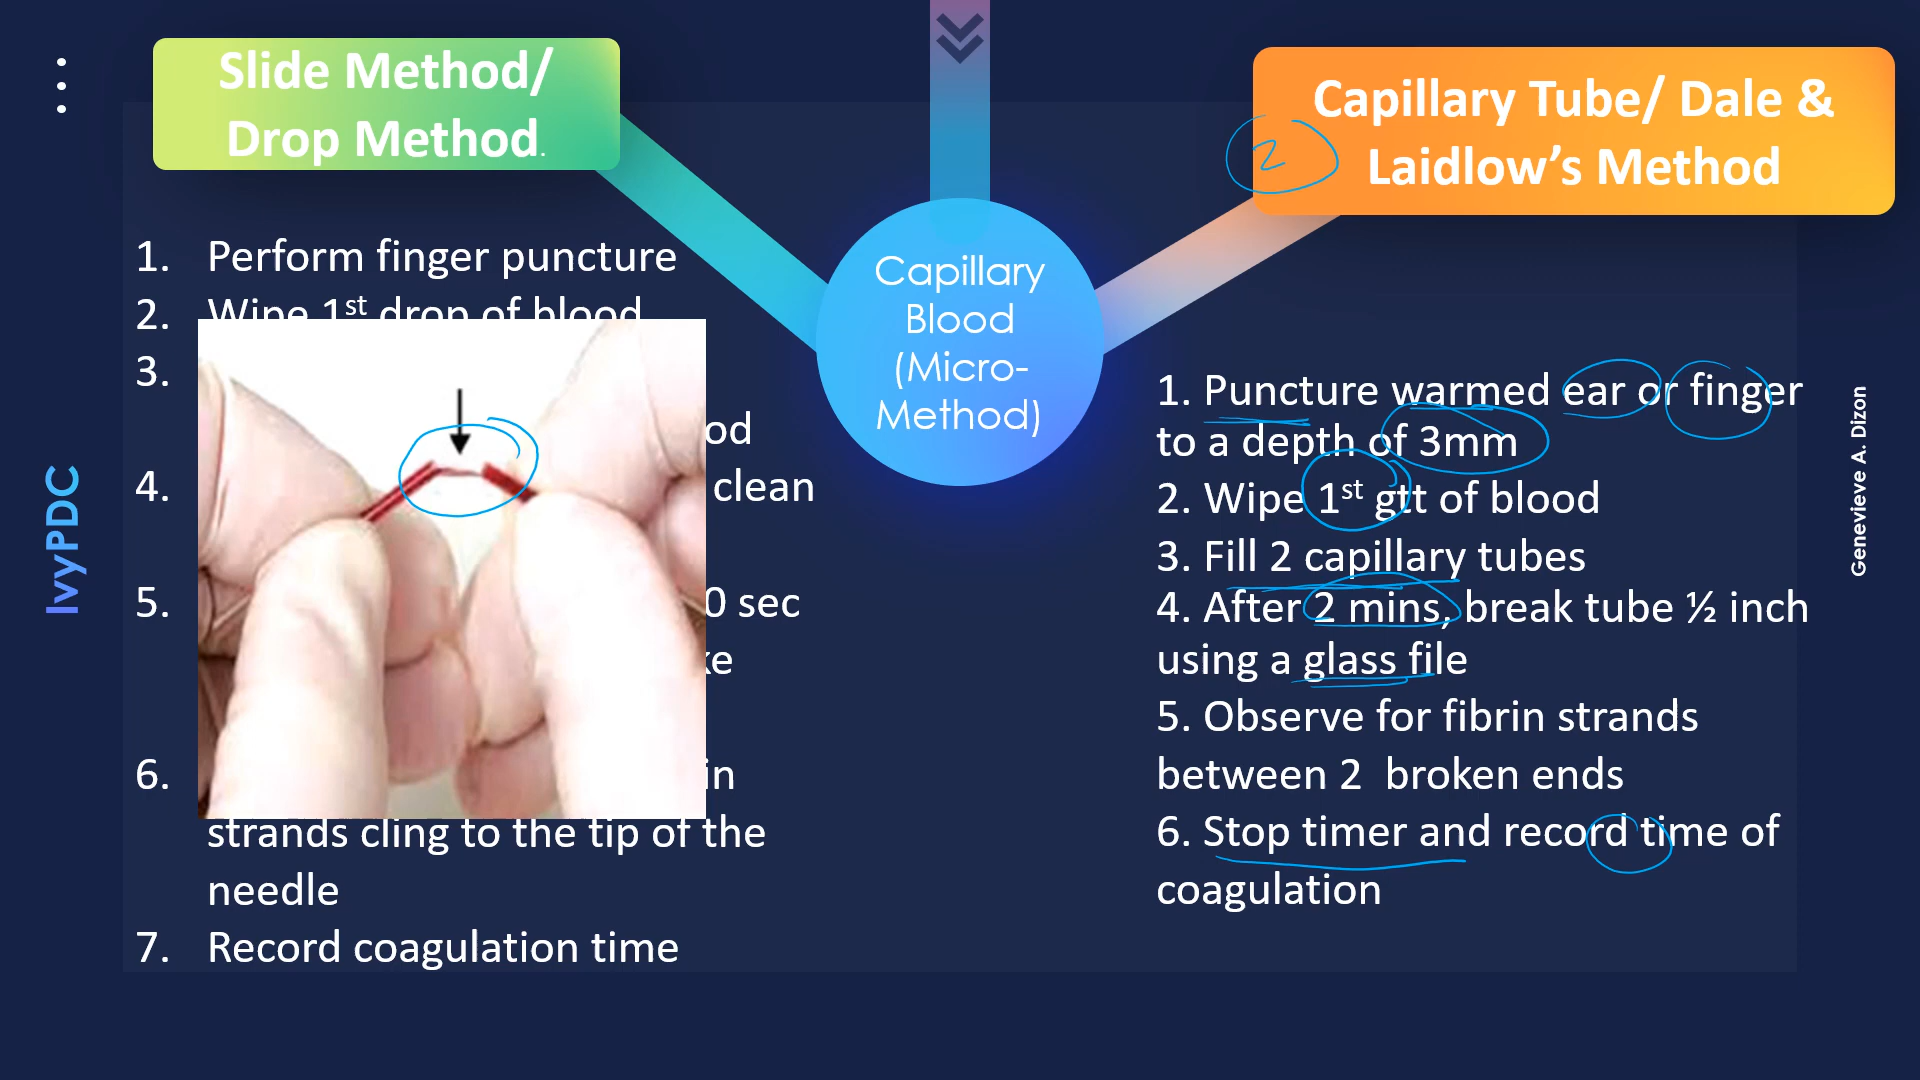 Slide Method/
Drop Method.
Capillary Tube/ Dale &
Laidlow’s Method
2
Capillary
Blood
(Micro-
Method)
1. Perform finger puncture
2. Wipe 1st drop of blood
3.
4. clean
5. 0 sec
6.
strands cling to the tip of the
needle
7. Record coagulation time
1. Puncture warmed ear or finger
to a depth of 3mm
2. Wipe 1st gtt of blood
3. Fill 2 capillary tubes
4. After 2 mins, break tube ½ inch
using a glass file
5. Observe for fibrin strands
between 2 broken ends
6. Stop timer and record time of
coagulation
IvyPDC
Genevieve A. Dizon